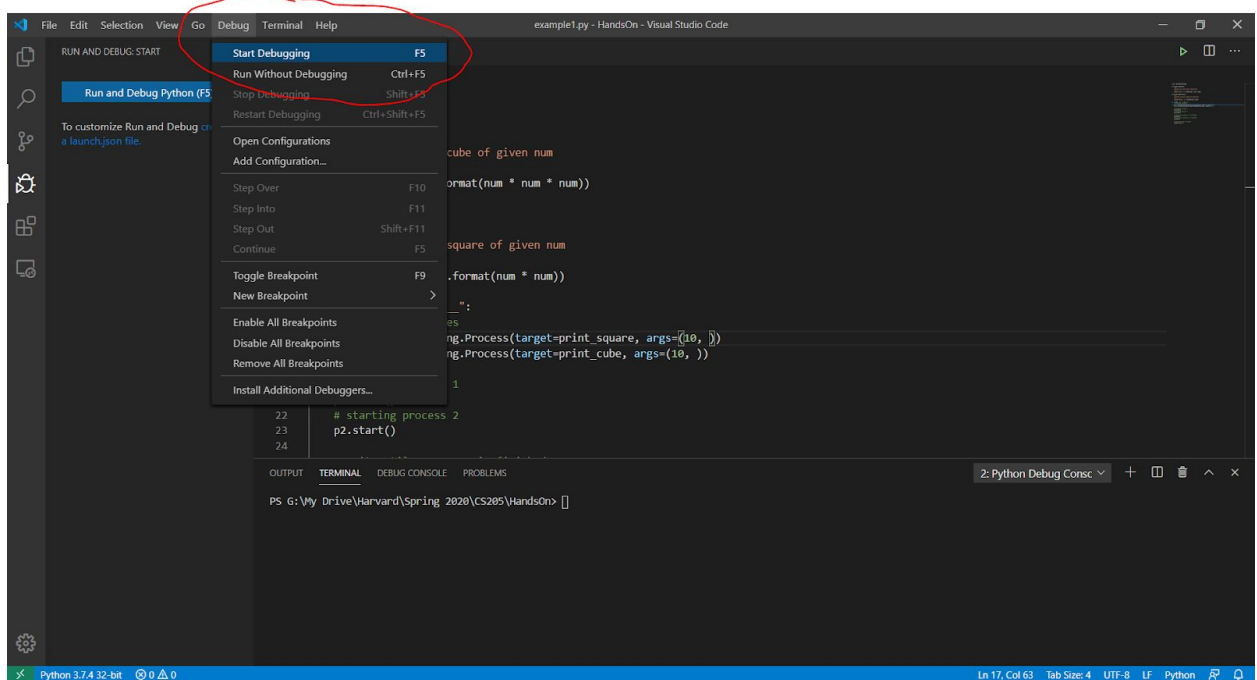 File Edit Selection View Go Debug Terminal Help example1.py - HandsOn - Visual Studio Code
RUN AND DEBUG: START
Run and Debug Python (F5
To customize Run and Debug
a launch.json file.
Start Debugging F5
Run Without Debugging Ctrl+F5
Stop Debugging Shift+F5
Restart Debugging Ctrl+Shift+F5
Open Configurations
Add Configuration...
Step Over F10
Step Into F11
Step Out Shift+F11
Continue F5
Toggle Breakpoint F9
New Breakpoint
Enable All Breakpoints
Disable All Breakpoints
Remove All Breakpoints
Install Additional Debuggers...
cube of given num
ormat(num * num * num))
square of given num
.format(num * num))
__":
es
ng.Process(target=print_square, args=(10, ))
ng.Process(target=print_cube, args=(10, ))
1
22 # starting process 2
23 p2.start()
24
OUTPUT TERMINAL DEBUG CONSOLE PROBLEMS 2: Python Debug Consc
PS G:\My Drive\Harvard\Spring 2020\CS205\HandsOn>
Python 3.7.4 32-bit 0 0 Ln 17, Col 63 Tab Size: 4 UTF-8 LF Python